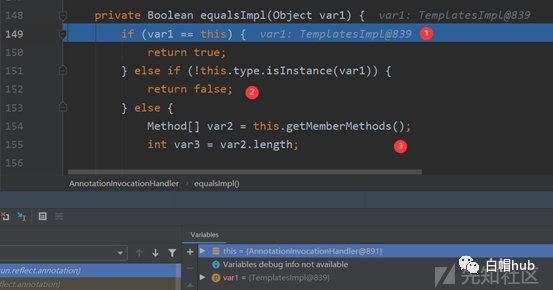 148 private Boolean equalsImpl(Object var1) { var1: TemplatesImpl@839
149 if (var1 == this) { var1: TemplatesImpl@839 1
150 return true;
151 } else if (!this.type.isInstance(var1)) {
152 return false; 2
153 } else {
154 Method[] var2 = this.getMemberMethods();
155 int var3 = var2.length; 3
156
AnnotationInvocationHandler › equalsImpl()
Variables
un.reflect.annotation)
this = {AnnotationInvocationHandler@891}
Variables debug info not available
eflect.annotation)
var1 = {TemplatesImpl@839}
白帽hub
先知社区